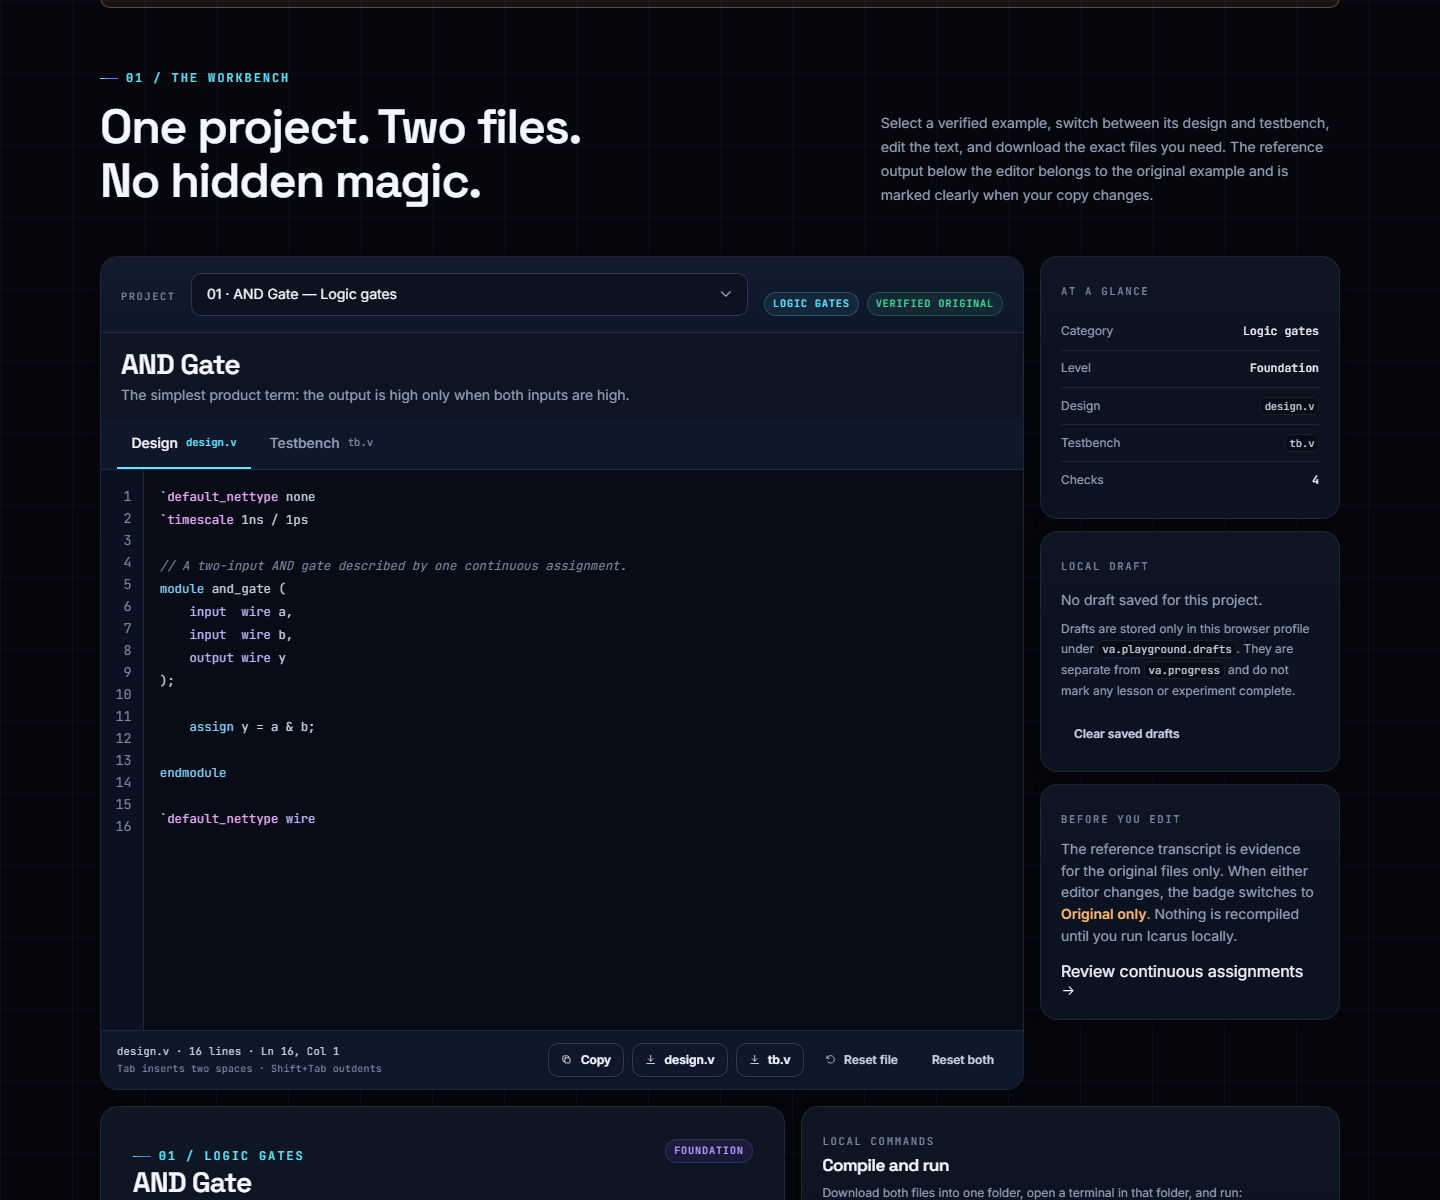 01 / THE WORKBENCH
One project. Two files.
No hidden magic.
Select a verified example, switch between its design and testbench,
edit the text, and download the exact files you need. The reference
output below the editor belongs to the original example and is
marked clearly when your copy changes.
PROJECT
01 · AND Gate — Logic gates
LOGIC GATES
VERIFIED ORIGINAL
AND Gate
The simplest product term: the output is high only when both inputs are high.
Design design.v
Testbench tb.v
1 `default_nettype none
2 `timescale 1ns / 1ps
3
4 // A two-input AND gate described by one continuous assignment.
5 module and_gate (
6     input  wire a,
7     input  wire b,
8     output wire y
9 );
10
11     assign y = a & b;
12
13 endmodule
14
15 `default_nettype wire
16
design.v · 16 lines · Ln 16, Col 1
Tab inserts two spaces · Shift+Tab outdents
Copy
design.v
tb.v
Reset file
Reset both
AT A GLANCE
Category Logic gates
Level Foundation
Design design.v
Testbench tb.v
Checks 4
LOCAL DRAFT
No draft saved for this project.
Drafts are stored only in this browser profile
under va.playground.drafts. They are
separate from va.progress and do not
mark any lesson or experiment complete.
Clear saved drafts
BEFORE YOU EDIT
The reference transcript is evidence
for the original files only. When either
editor changes, the badge switches to
Original only. Nothing is recompiled
until you run Icarus locally.
Review continuous assignments
→
01 / LOGIC GATES
FOUNDATION
AND Gate
LOCAL COMMANDS
Compile and run
Download both files into one folder, open a terminal in that folder, and run: